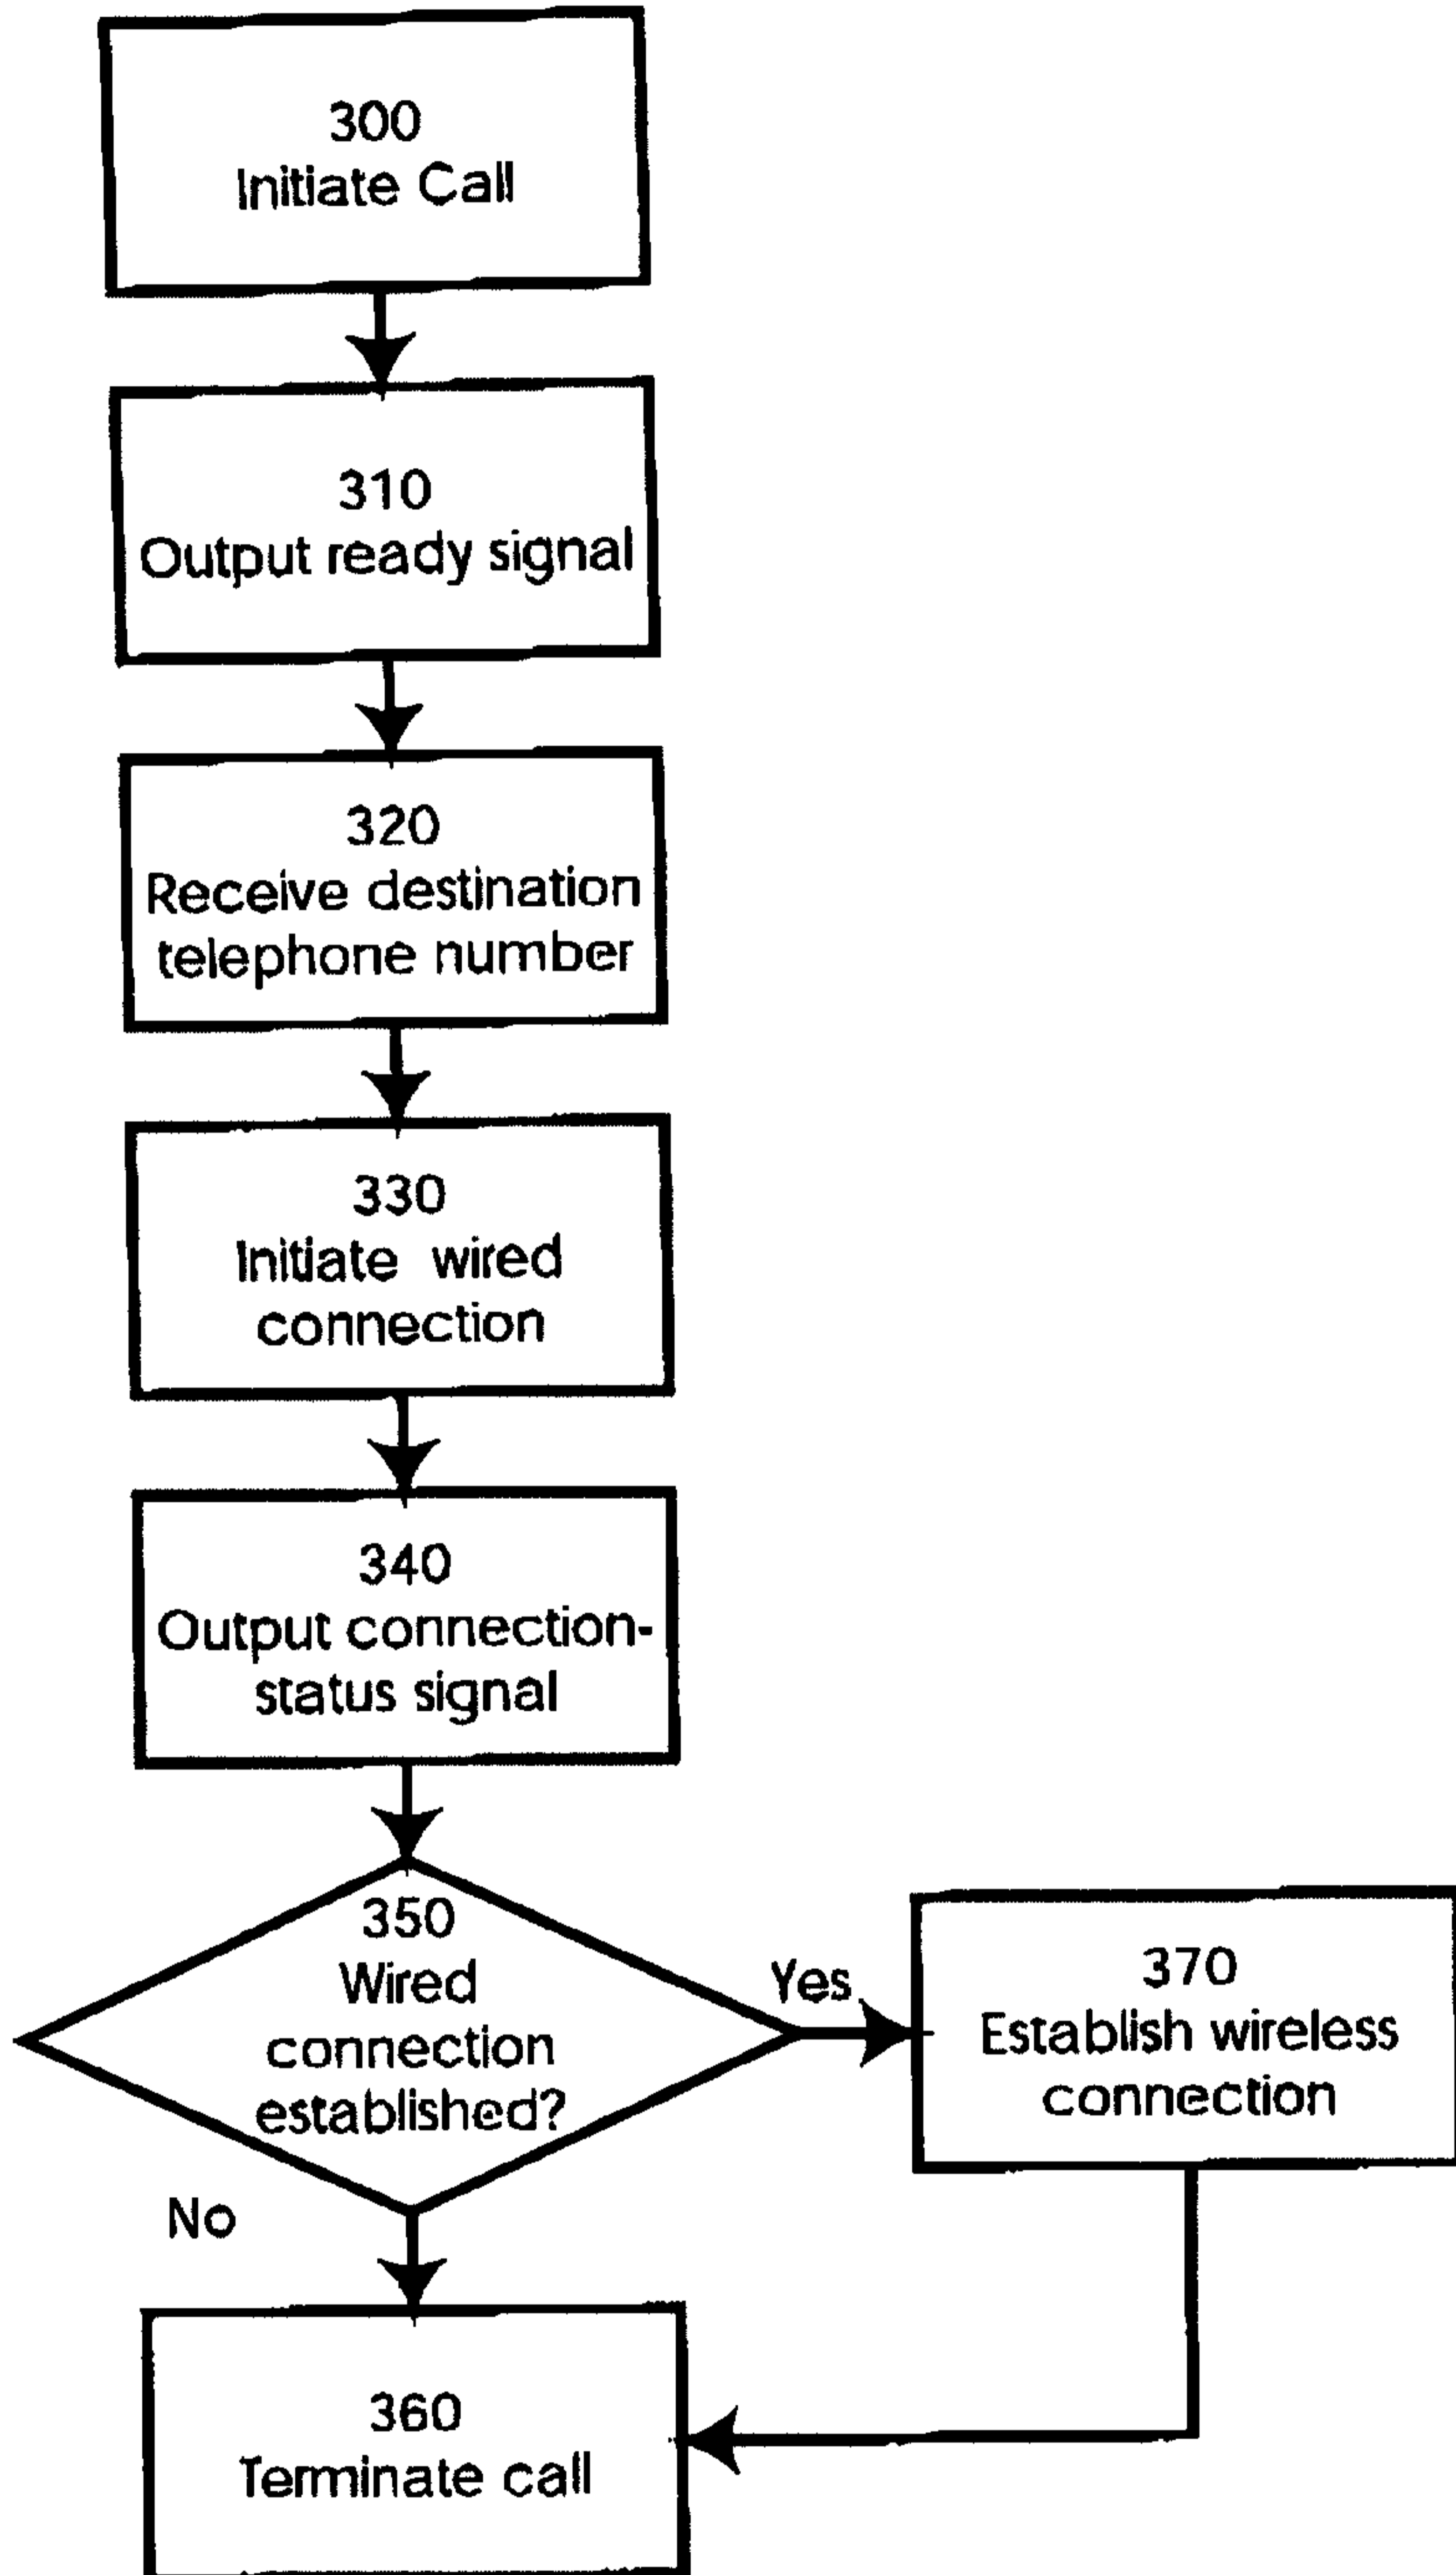 300
Initiate Call
310
Output ready signal
320
Receive destination
telephone number
330
Initiate wired
connection
340
Output connection-
status signal
350
Wired
connection
established?
Yes
370
Establish wireless
connection
No
360
Terminate call